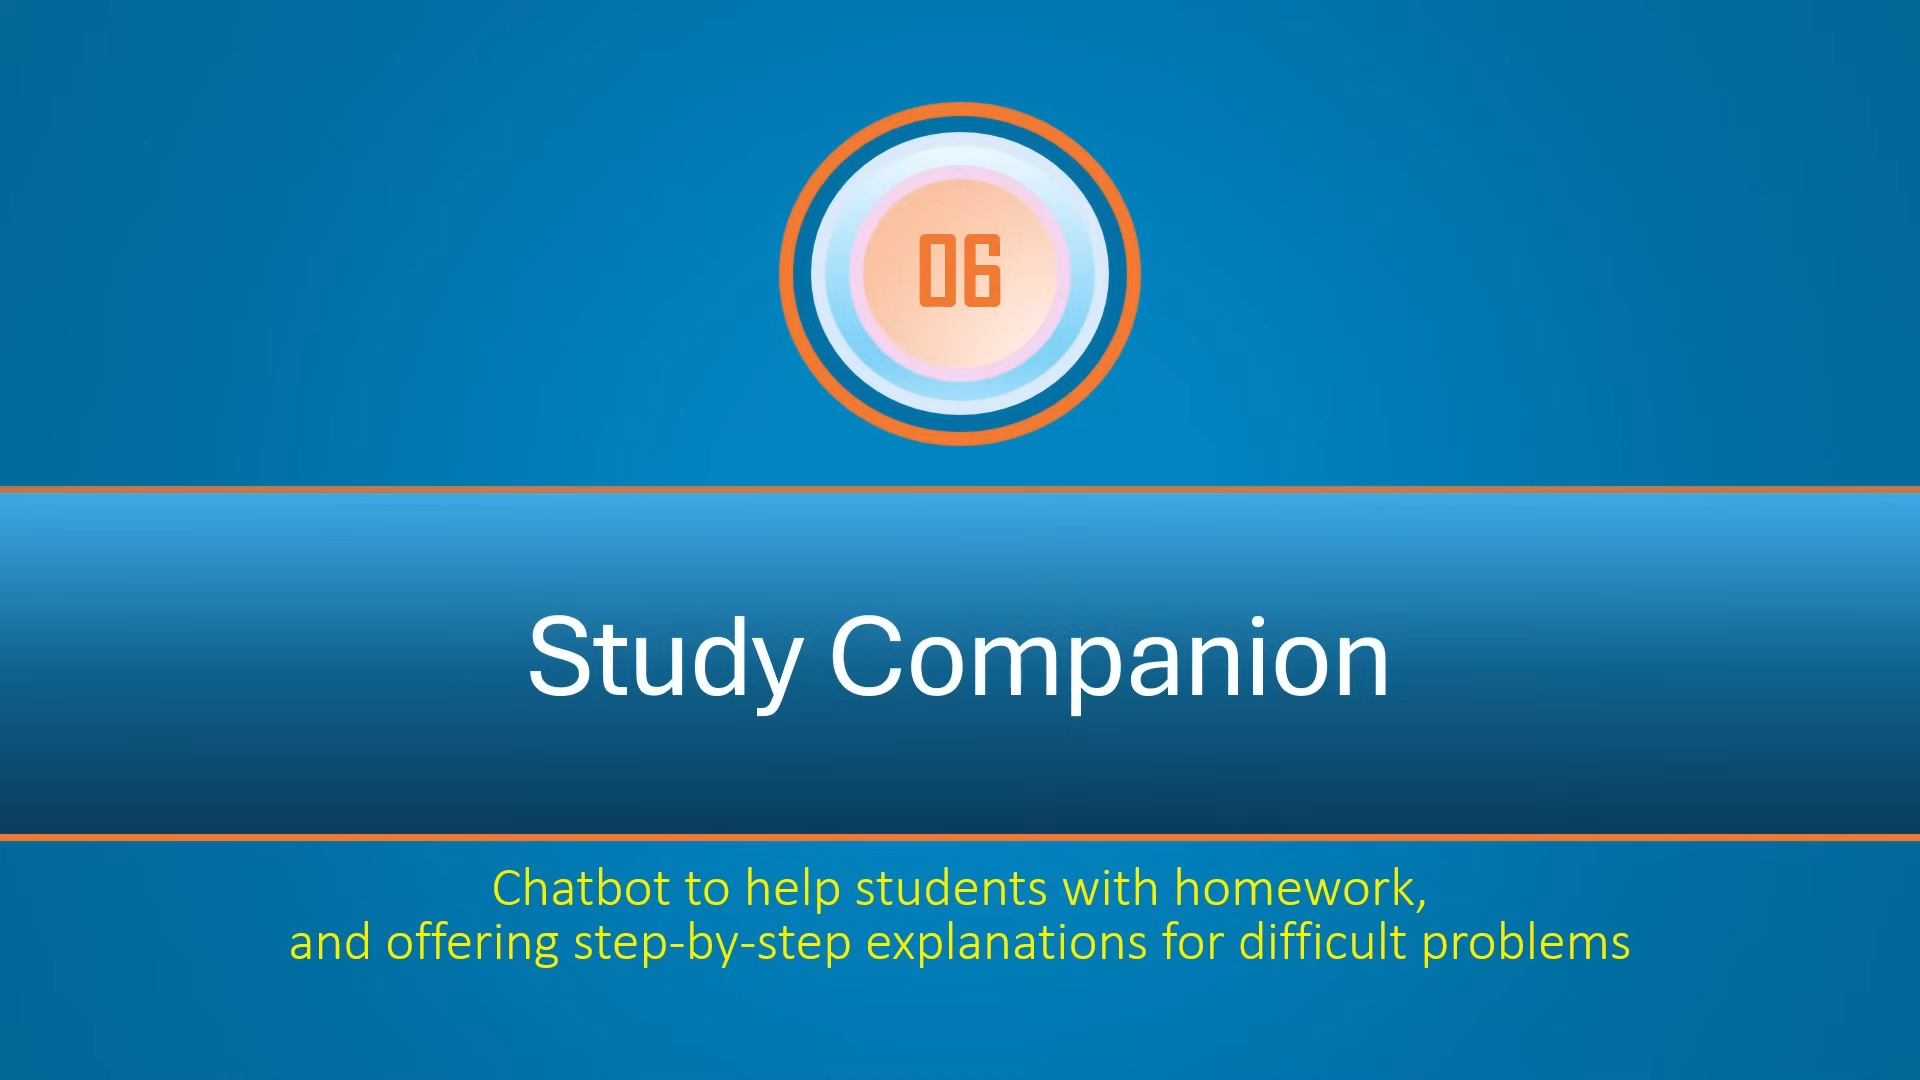 06
Study Companion
Chatbot to help students with homework,
and offering step-by-step explanations for difficult problems